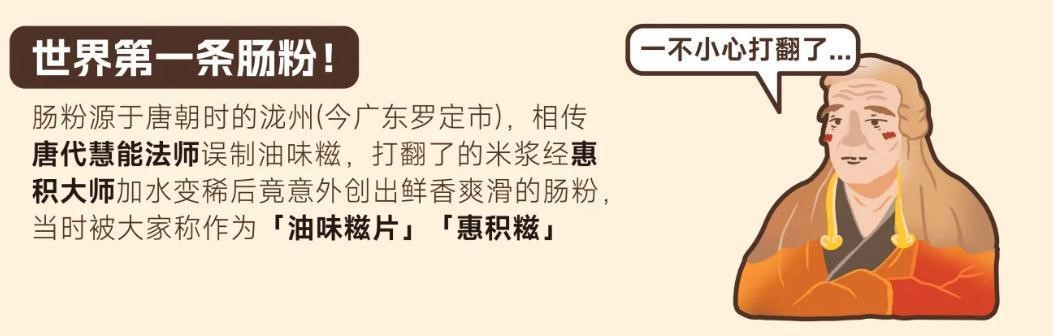 世界第一条肠粉！
一不小心打翻了...
肠粉源于唐朝时的泷州(今广东罗定市)，相传
唐代慧能法师误制油味糍，打翻了的米浆经惠
积大师加水变稀后竟意外创出鲜香爽滑的肠粉，
当时被大家称作为「油味糍片」「惠积糍」